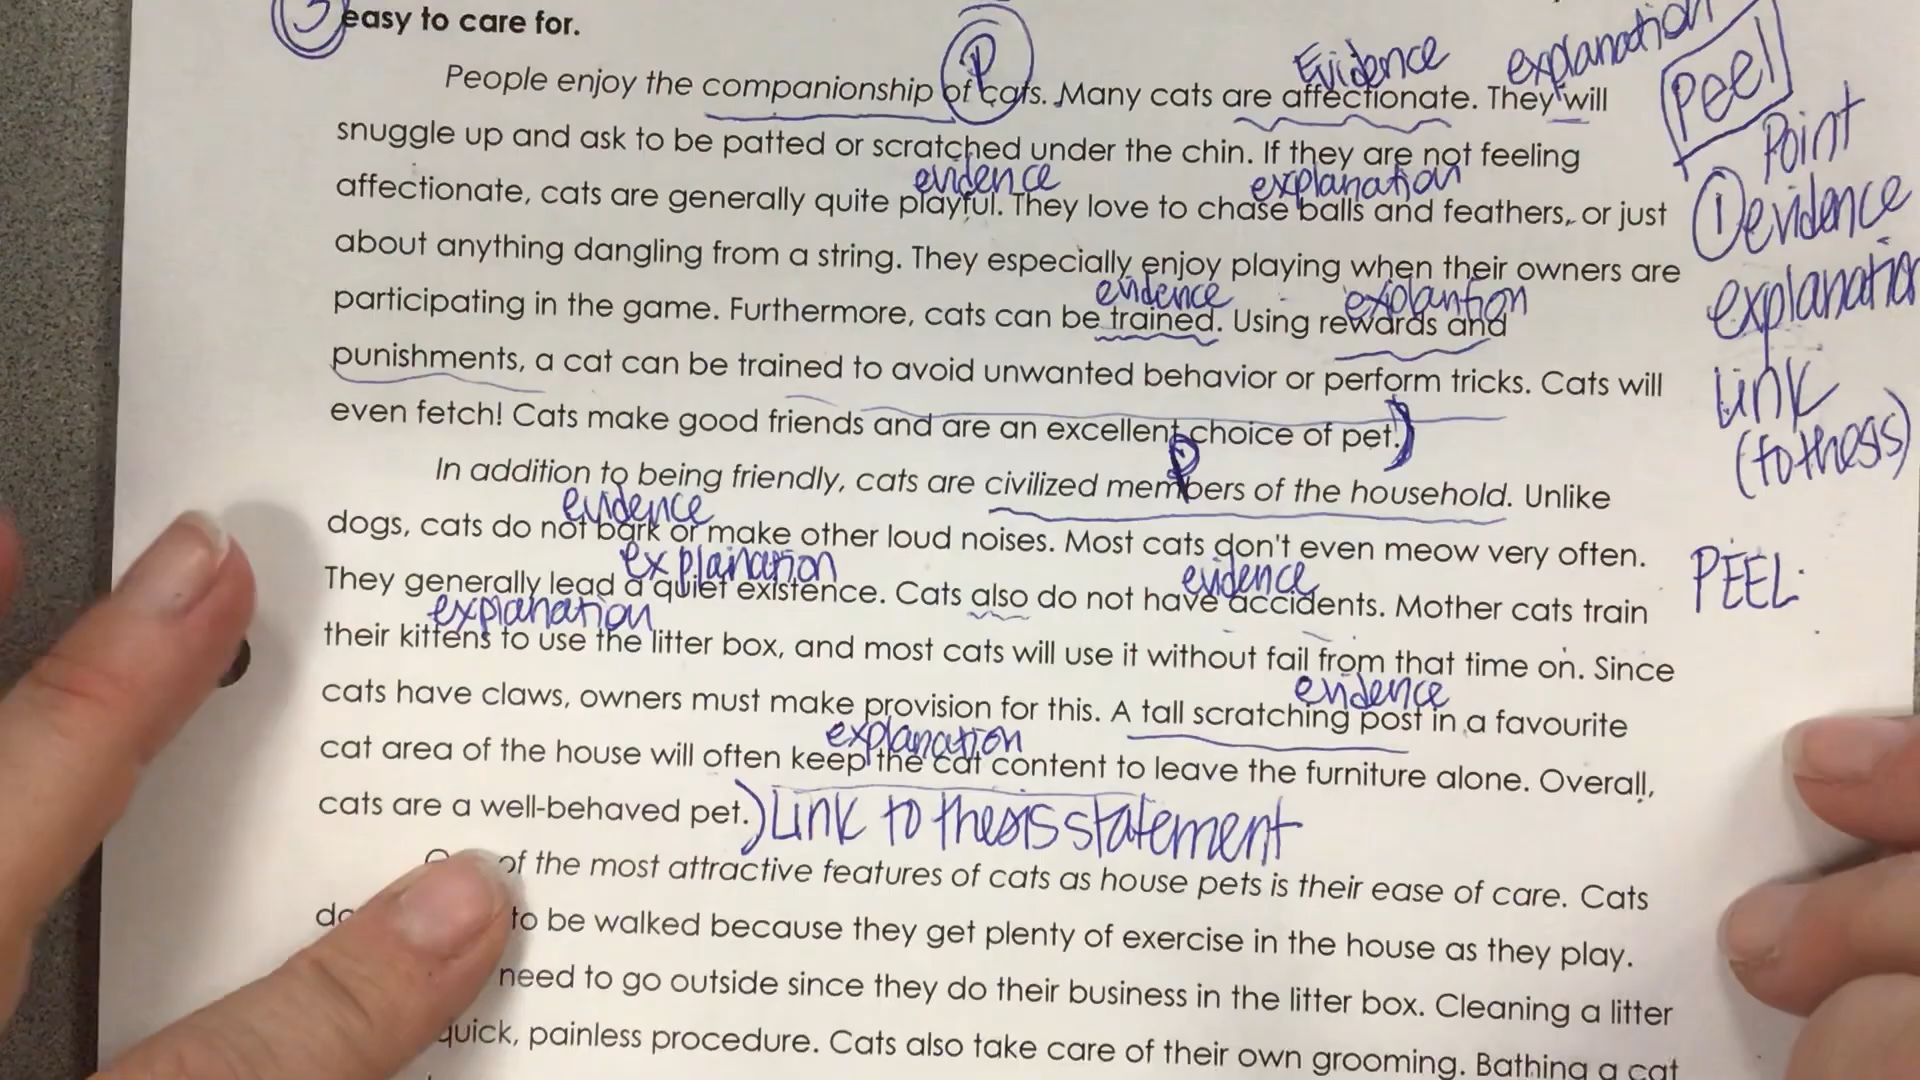 3 easy to care for.
P
Evidence explanation
People enjoy the companionship of cats. Many cats are affectionate. They will
snuggle up and ask to be patted or scratched under the chin. If they are not feeling
evidence explanation
affectionate, cats are generally quite playful. They love to chase balls and feathers, or just
about anything dangling from a string. They especially enjoy playing when their owners are
evidence explantion
participating in the game. Furthermore, cats can be trained. Using rewards and
punishments, a cat can be trained to avoid unwanted behavior or perform tricks. Cats will
even fetch! Cats make good friends and are an excellent choice of pet.
P
In addition to being friendly, cats are civilized members of the household. Unlike
evidence
dogs, cats do not bark or make other loud noises. Most cats don't even meow very often.
explaination evidence
They generally lead a quiet existence. Cats also do not have accidents. Mother cats train
explanation
their kittens to use the litter box, and most cats will use it without fail from that time on. Since
evidence
cats have claws, owners must make provision for this. A tall scratching post in a favourite
explanation
cat area of the house will often keep the cat content to leave the furniture alone. Overall,
cats are a well-behaved pet.
Link to thesis statement
of the most attractive features of cats as house pets is their ease of care. Cats
to be walked because they get plenty of exercise in the house as they play.
need to go outside since they do their business in the litter box. Cleaning a litter
quick, painless procedure. Cats also take care of their own grooming. Bathing a cat
Peel
Point
1 evidence
explanation
Link
(to thesis)
PEEL